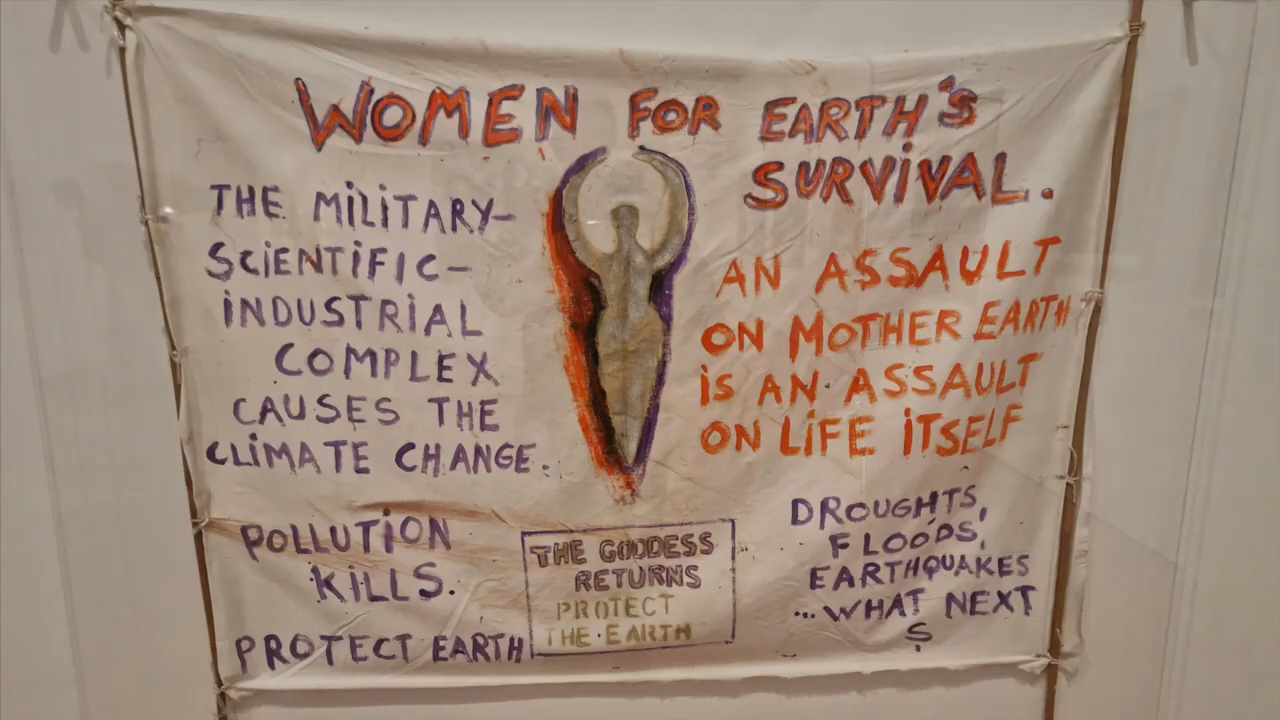 WOMEN FOR EARTH'S
SURVIVAL.
THE MILITARY-
SCIENTIFIC-
INDUSTRIAL
COMPLEX
CAUSES THE
CLIMATE CHANGE.
AN ASSAULT
ON MOTHER EARTH
IS AN ASSAULT
ON LIFE ITSELF
POLLUTION
KILLS.
PROTECT EARTH
THE GODDESS
RETURNS
PROTECT
THE EARTH
DROUGHTS,
FLOODS,
EARTHQUAKES
...WHAT NEXT
?